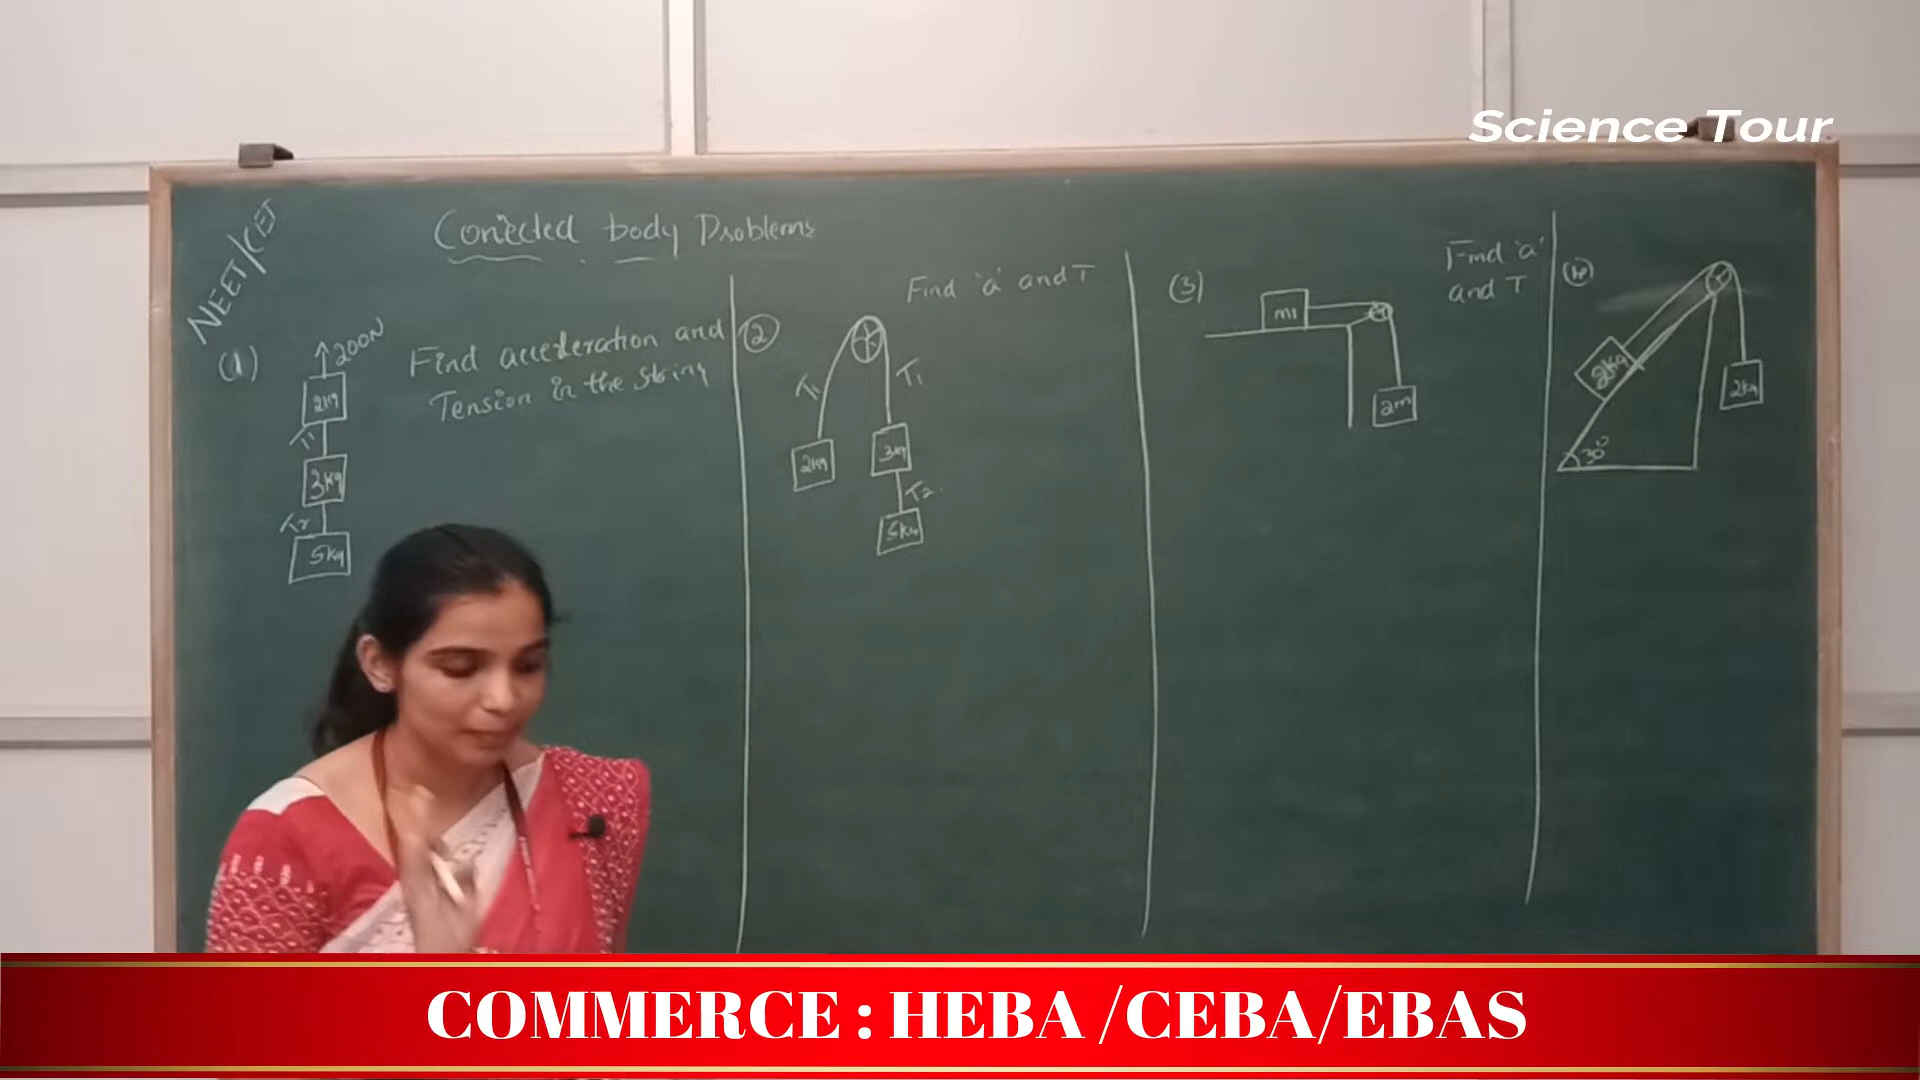 Science Tour
NEET/CET
Conected body Problems
(1)
200N
2kg
T1
3kg
T2
5kg
Find acceleration and
Tension in the string
2
Find 'a' and T
T1
T1
2kg
3kg
T2
5kg
(3)
Find 'a'
and T
m1
2m
2kg
2kg
30°
COMMERCE : HEBA /CEBA/EBAS